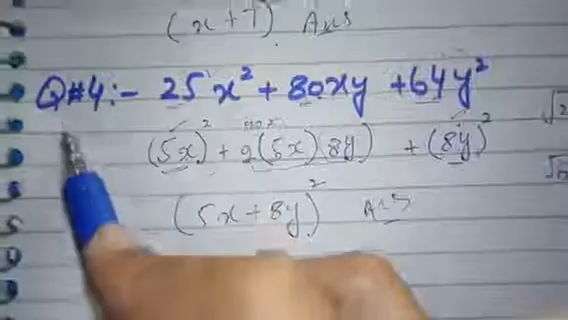 (x + 7) Ans
Q#4:- 25x² + 80xy + 64y²
(5x)² + 2(5x)(8y) + (8y)²
(5x + 8y)² Ans